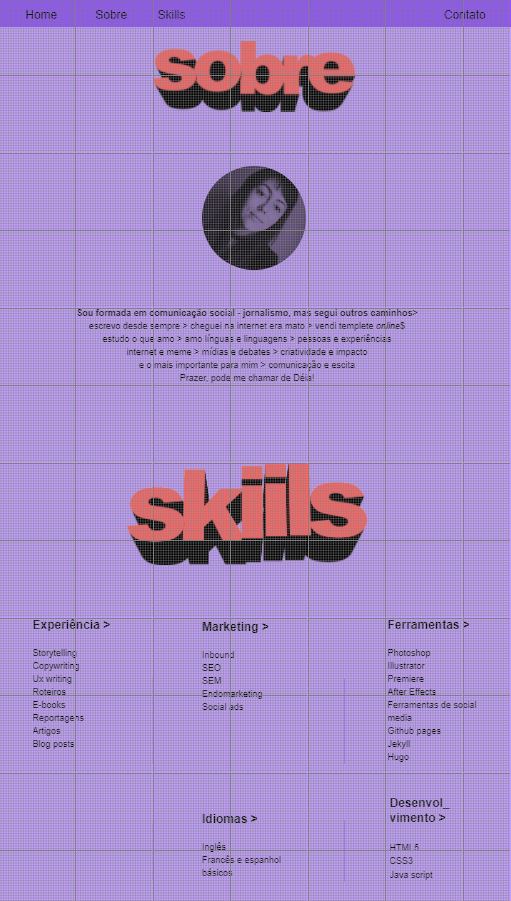 Home Sobre Skills Contato
sobre
Sou formada em comunicação social - jornalismo, mas segui outros caminhos>
escrevo desde sempre > cheguei na internet era mato > vendi templete online$
estudo o que amo > amo línguas e linguagens > pessoas e experiências
internet e meme > mídias e debates > criatividade e impacto
e o mais importante para mim > comunicação e escita
Prazer, pode me chamar de Déia!
skiils
Experiência >
Storytelling
Copywriting
Ux writing
Roteiros
E-books
Reportagens
Artigos
Blog posts
Marketing >
Inbound
SEO
SEM
Endomarketing
Social ads
Ferramentas >
Photoshop
Illustrator
Premiere
After Effects
Ferramentas de social
media
Github pages
Jekyll
Hugo
Idiomas >
Inglês
Francês e espanhol
básicos
Desenvol_
vimento >
HTML5
CSS3
Java script